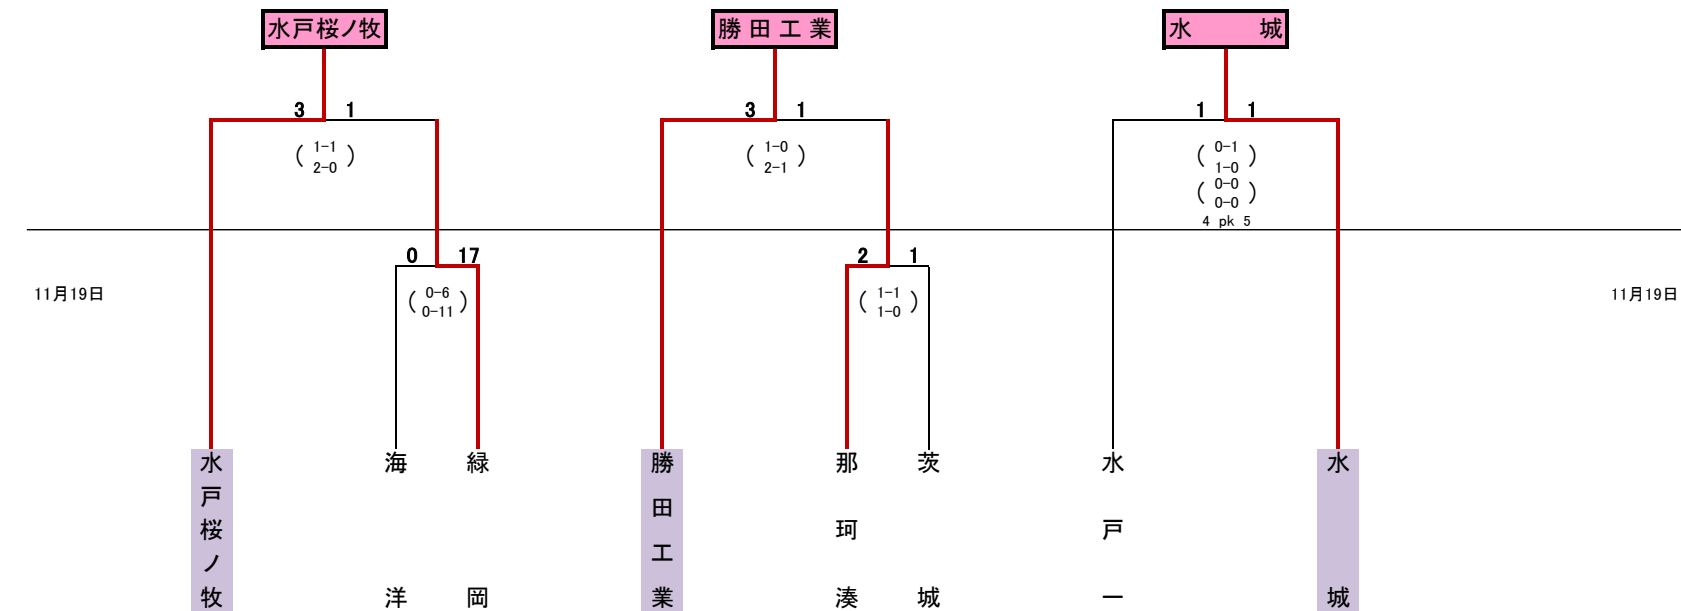 水戸桜ノ牧 勝田工業 水 城
3 1 3 1 1 1
( 1-1 ) ( 1-0 ) ( 0-1 )
2-0 2-1 1-0
( 0-0 )
0-0
4 pk 5
0 17 2 1
11月19日 ( 0-6 ) ( 1-1 ) 11月19日
0-11 1-0
水戸桜ノ牧
海洋
緑岡
勝田工業
那珂湊
茨城
水戸一
水城